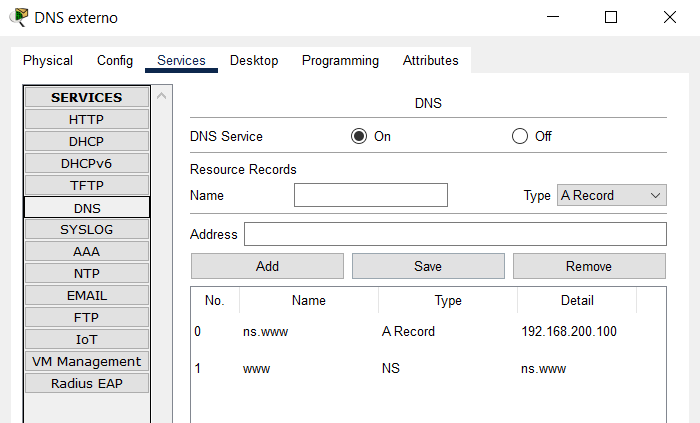 DNS externo
Physical Config Services Desktop Programming Attributes
SERVICES
HTTP
DHCP
DHCPv6
TFTP
DNS
SYSLOG
AAA
NTP
EMAIL
FTP
IoT
VM Management
Radius EAP
DNS
DNS Service On Off
Resource Records
Name Type A Record
Address
Add Save Remove
No. Name Type Detail
0 ns.www A Record 192.168.200.100
1 www NS ns.www